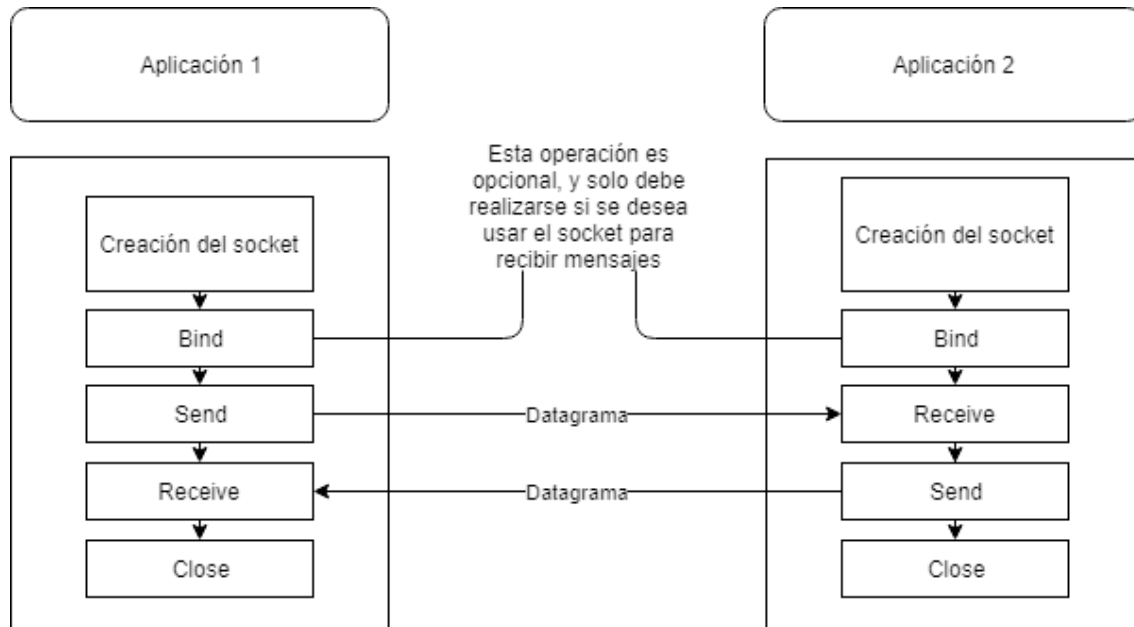 Aplicación 1
Aplicación 2
Esta operación es
opcional, y solo debe
realizarse si se desea
usar el socket para
recibir mensajes
Creación del socket
Creación del socket
Bind
Bind
Send
Datagrama
Receive
Receive
Datagrama
Send
Close
Close